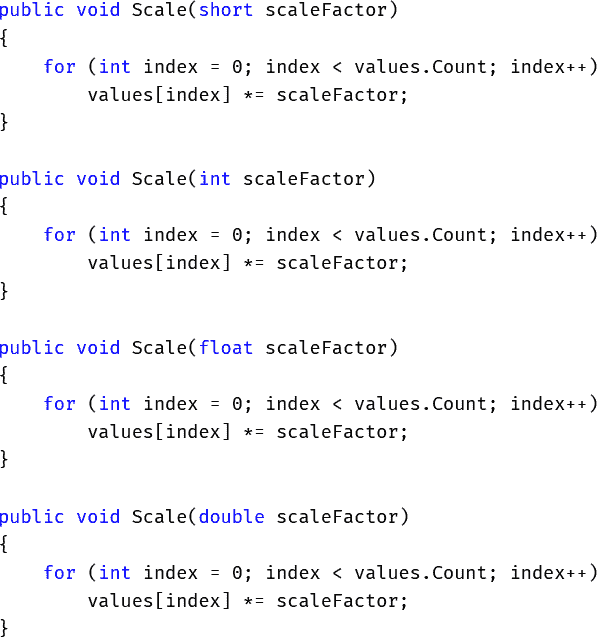 public void Scale(short scaleFactor)
{
    for (int index = 0; index < values.Count; index++)
        values[index] *= scaleFactor;
}

public void Scale(int scaleFactor)
{
    for (int index = 0; index < values.Count; index++)
        values[index] *= scaleFactor;
}

public void Scale(float scaleFactor)
{
    for (int index = 0; index < values.Count; index++)
        values[index] *= scaleFactor;
}

public void Scale(double scaleFactor)
{
    for (int index = 0; index < values.Count; index++)
        values[index] *= scaleFactor;
}